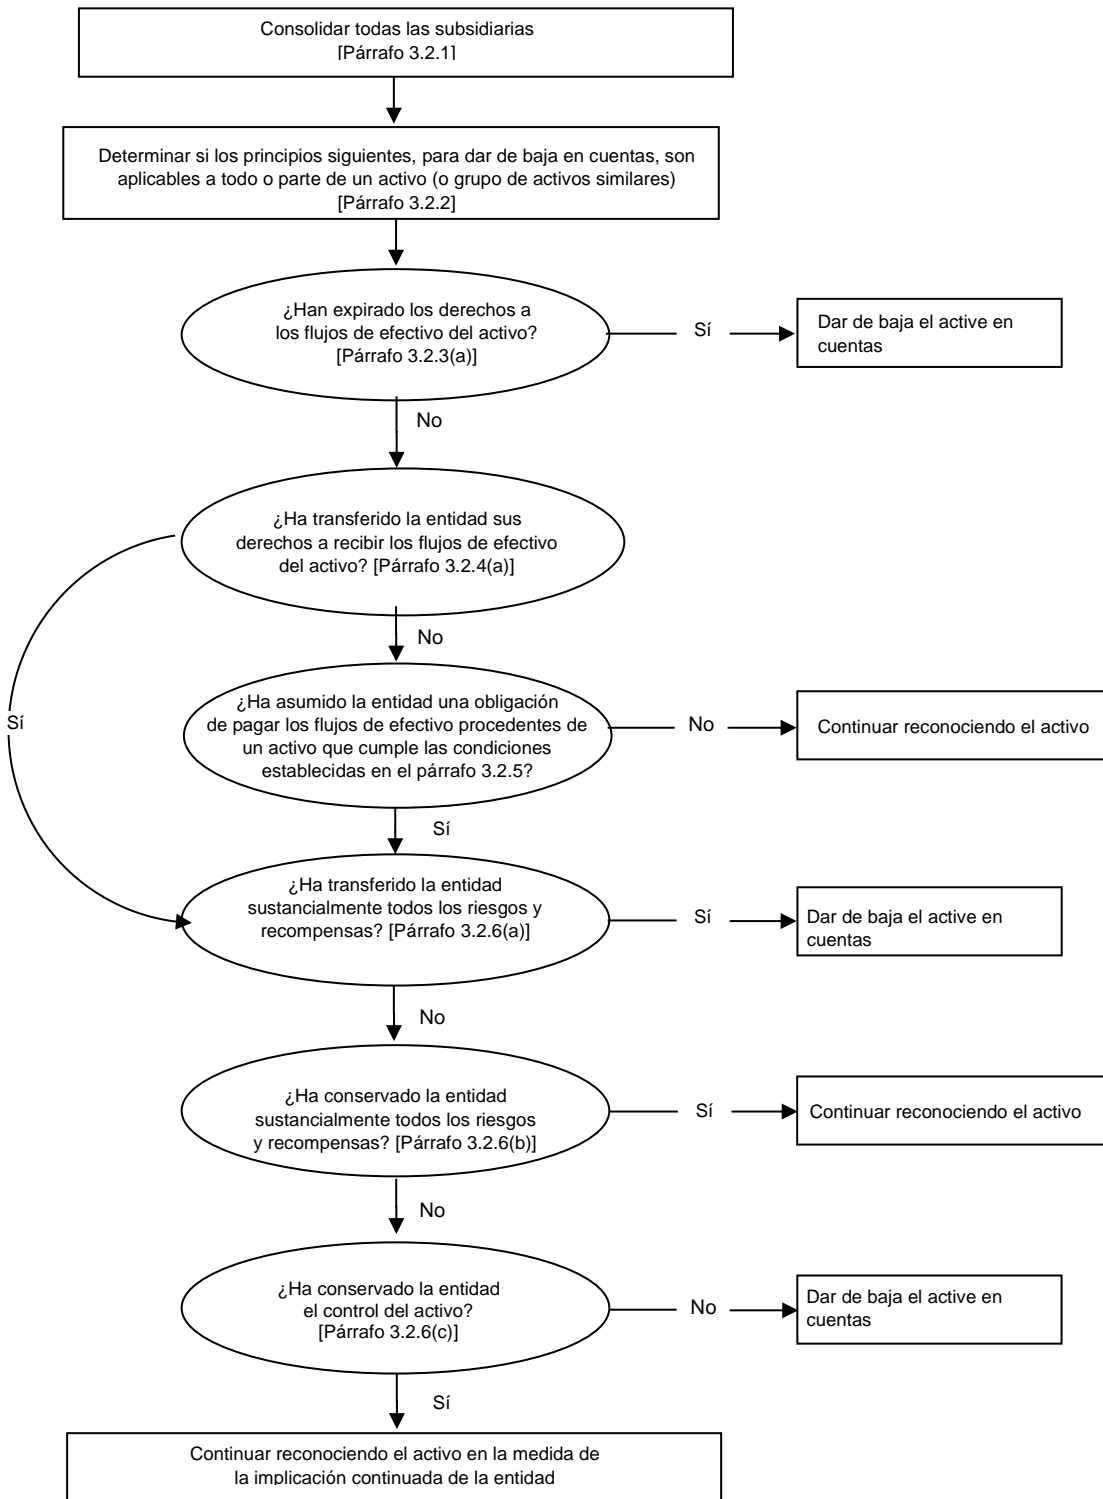 Consolidar todas las subsidiarias
[Párrafo 3.2.1]
Determinar si los principios siguientes, para dar de baja en cuentas, son
aplicables a todo o parte de un activo (o grupo de activos similares)
[Párrafo 3.2.2]
¿Han expirado los derechos a
los flujos de efectivo del activo?
[Párrafo 3.2.3(a)]
Sí
Dar de baja el active en
cuentas
No
¿Ha transferido la entidad sus
derechos a recibir los flujos de efectivo
del activo? [Párrafo 3.2.4(a)]
No
Sí
¿Ha asumido la entidad una obligación
de pagar los flujos de efectivo procedentes de
un activo que cumple las condiciones
establecidas en el párrafo 3.2.5?
No
Continuar reconociendo el activo
Sí
¿Ha transferido la entidad
sustancialmente todos los riesgos y
recompensas? [Párrafo 3.2.6(a)]
Sí
Dar de baja el active en
cuentas
No
¿Ha conservado la entidad
sustancialmente todos los riesgos
y recompensas? [Párrafo 3.2.6(b)]
Sí
Continuar reconociendo el activo
No
¿Ha conservado la entidad
el control del activo?
[Párrafo 3.2.6(c)]
No
Dar de baja el active en
cuentas
Sí
Continuar reconociendo el activo en la medida de
la implicación continuada de la entidad